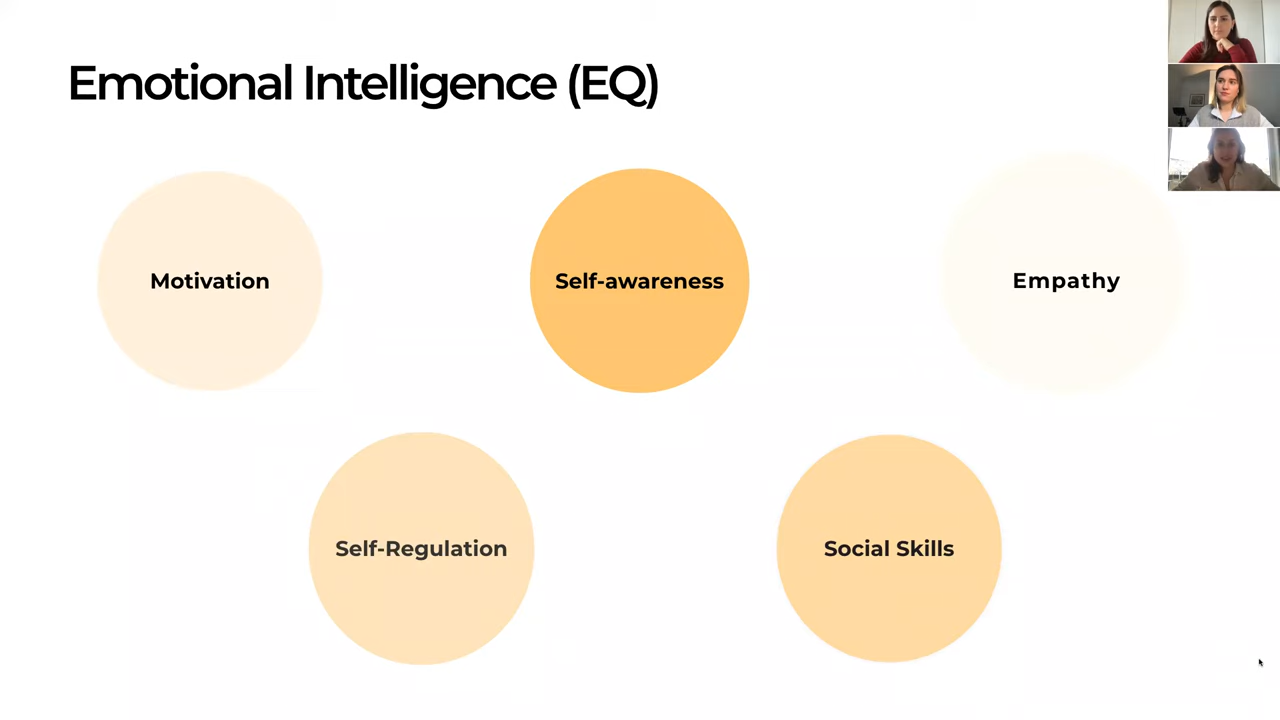 Emotional Intelligence (EQ)
Motivation
Self-awareness
Empathy
Self-Regulation
Social Skills